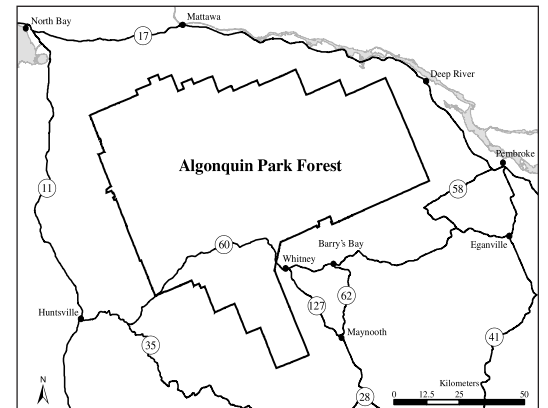 North Bay
Mattawa
17
Deep River
Algonquin Park Forest
Pembroke
11
58
60
Barry's Bay
Eganville
Whitney
62
127
Huntsville
35
Maynooth
41
N
Kilometers
28
0 12.5 25 50